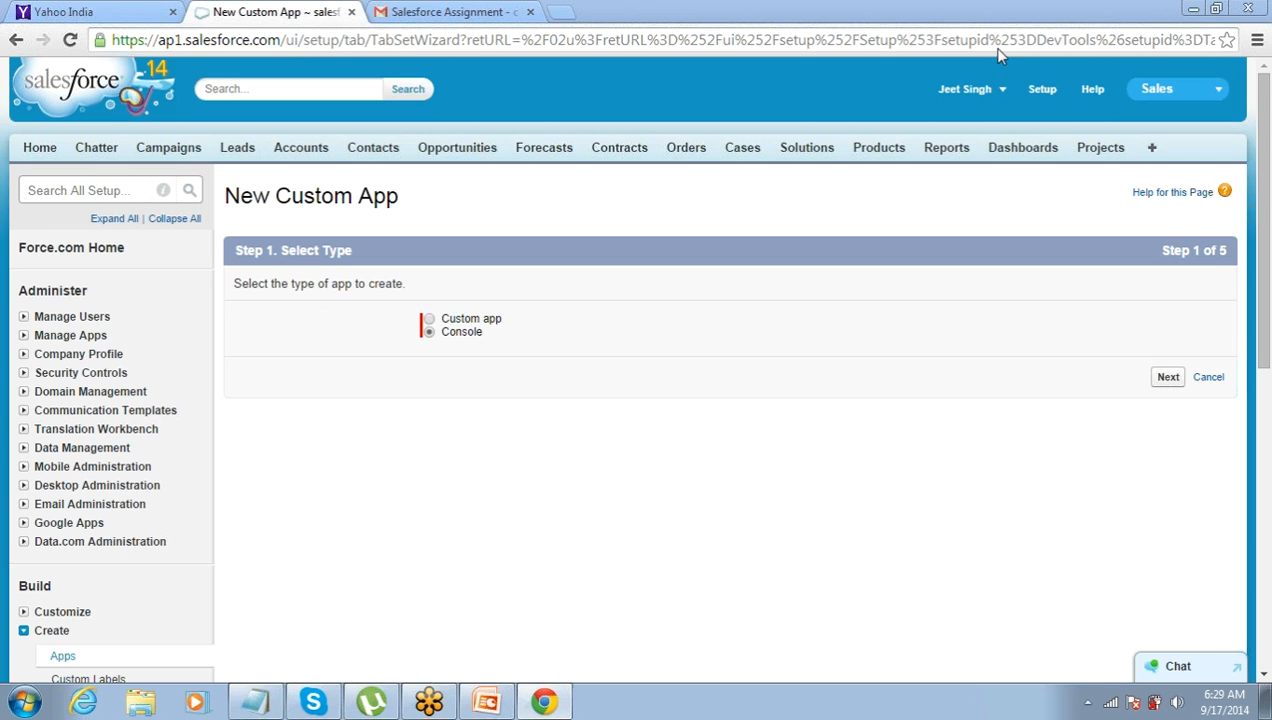 Yahoo India
New Custom App ~ salesf
Salesforce Assignment - c
https://ap1.salesforce.com/ui/setup/tab/TabSetWizard?retURL=%2F02u%3FretURL%3D%252Fui%252Fsetup%252FSetup%253Fsetupid%253DDevTools%26setupid%3DTa
salesforce
14
Search...
Search
Jeet Singh
Setup
Help
Sales
Home
Chatter
Campaigns
Leads
Accounts
Contacts
Opportunities
Forecasts
Contracts
Orders
Cases
Solutions
Products
Reports
Dashboards
Projects
+
Search All Setup...
Expand All | Collapse All
Force.com Home
Administer
Manage Users
Manage Apps
Company Profile
Security Controls
Domain Management
Communication Templates
Translation Workbench
Data Management
Mobile Administration
Desktop Administration
Email Administration
Google Apps
Data.com Administration
Build
Customize
Create
Apps
Custom Labels
New Custom App
Help for this Page
Step 1. Select Type
Step 1 of 5
Select the type of app to create.
Custom app
Console
Next
Cancel
Chat
6:29 AM
9/17/2014